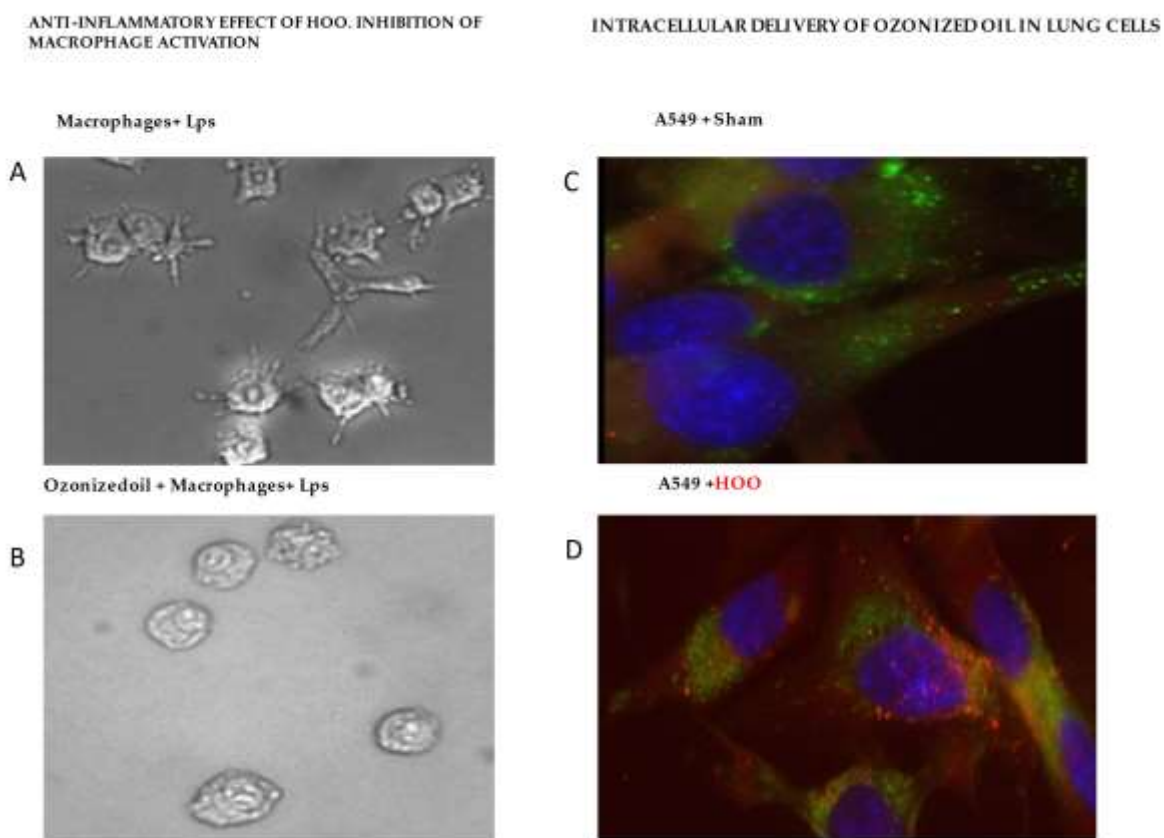 ANTI-INFLAMMATORY EFFECT OF HOO. INHIBITION OF
MACROPHAGE ACTIVATION
INTRACELLULAR DELIVERY OF OZONIZED OIL IN LUNG CELLS
Macrophages+ Lps
A549 + Sham
A
C
Ozonizedoil + Macrophages+ Lps
A549 +HOO
B
D